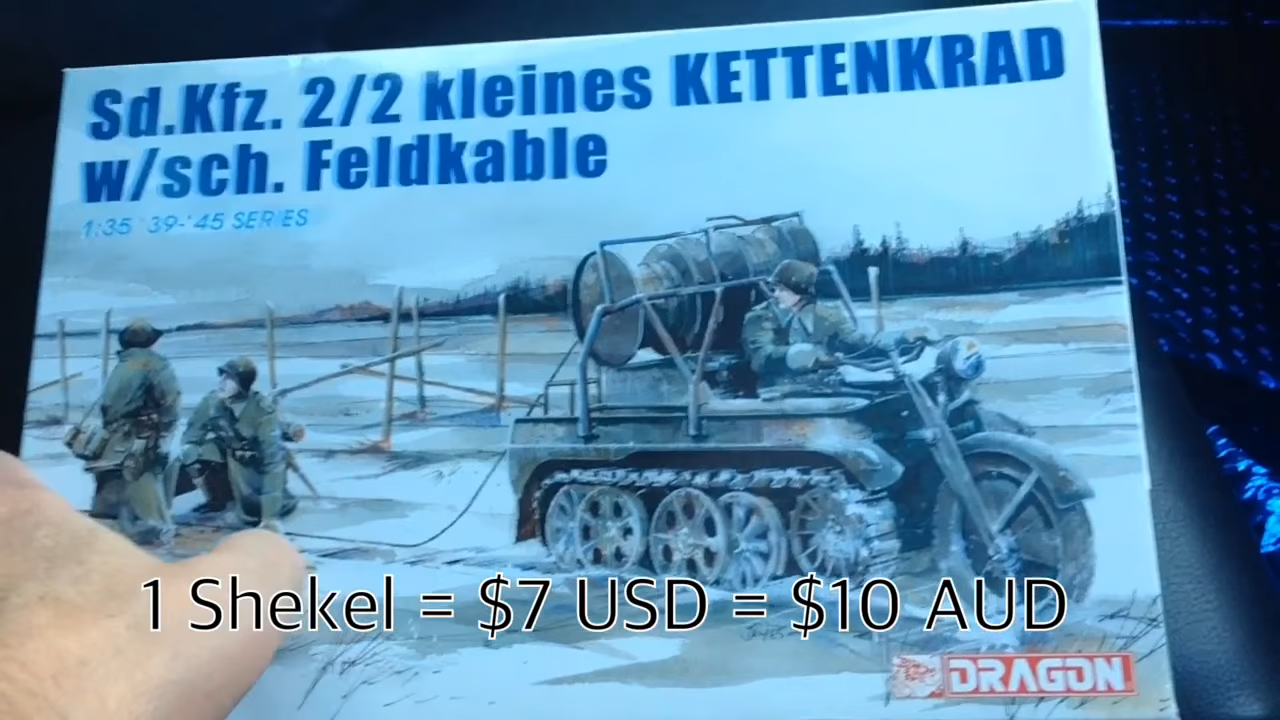 Sd.Kfz. 2/2 kleines KETTENKRAD
w/sch. Feldkable
1:35 '39-'45 SERIES
1 Shekel = $7 USD = $10 AUD
DRAGON